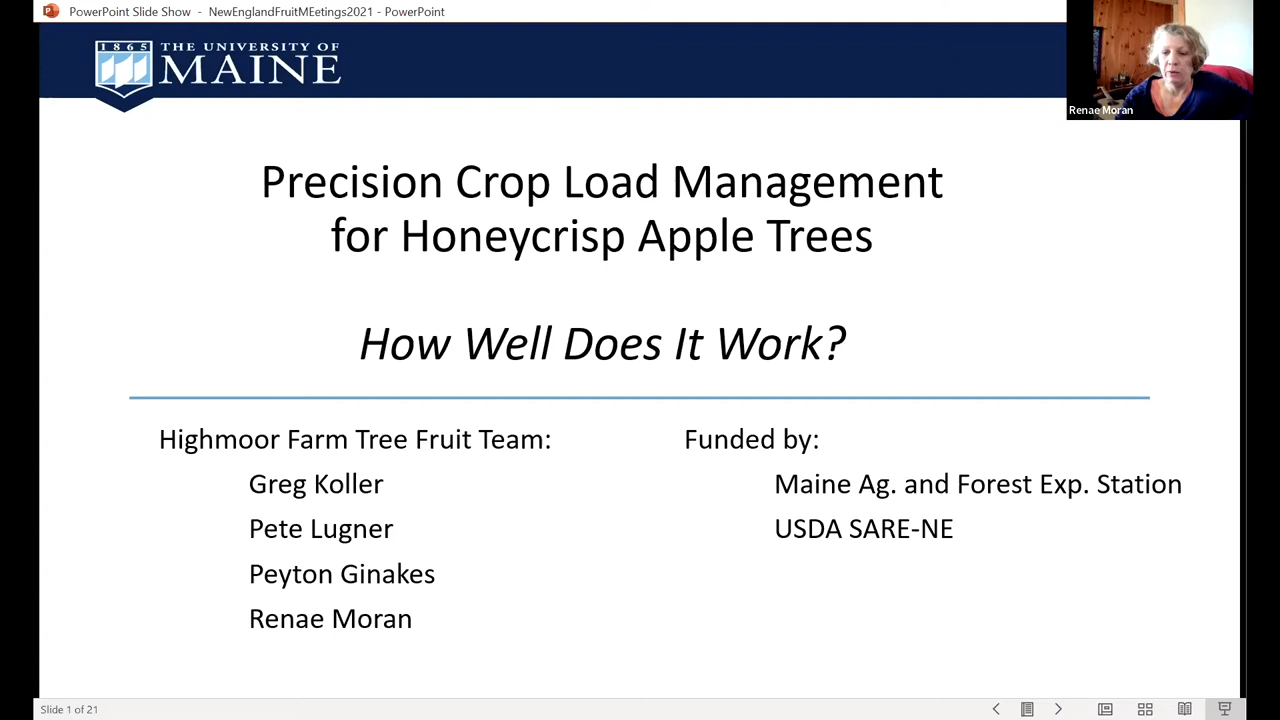 PowerPoint Slide Show - NewEnglandFruitMEetings2021 - PowerPoint
1865
THE UNIVERSITY OF
MAINE
Renae Moran
Precision Crop Load Management
for Honeycrisp Apple Trees
How Well Does It Work?
Highmoor Farm Tree Fruit Team:
Greg Koller
Pete Lugner
Peyton Ginakes
Renae Moran
Funded by:
Maine Ag. and Forest Exp. Station
USDA SARE-NE
Slide 1 of 21